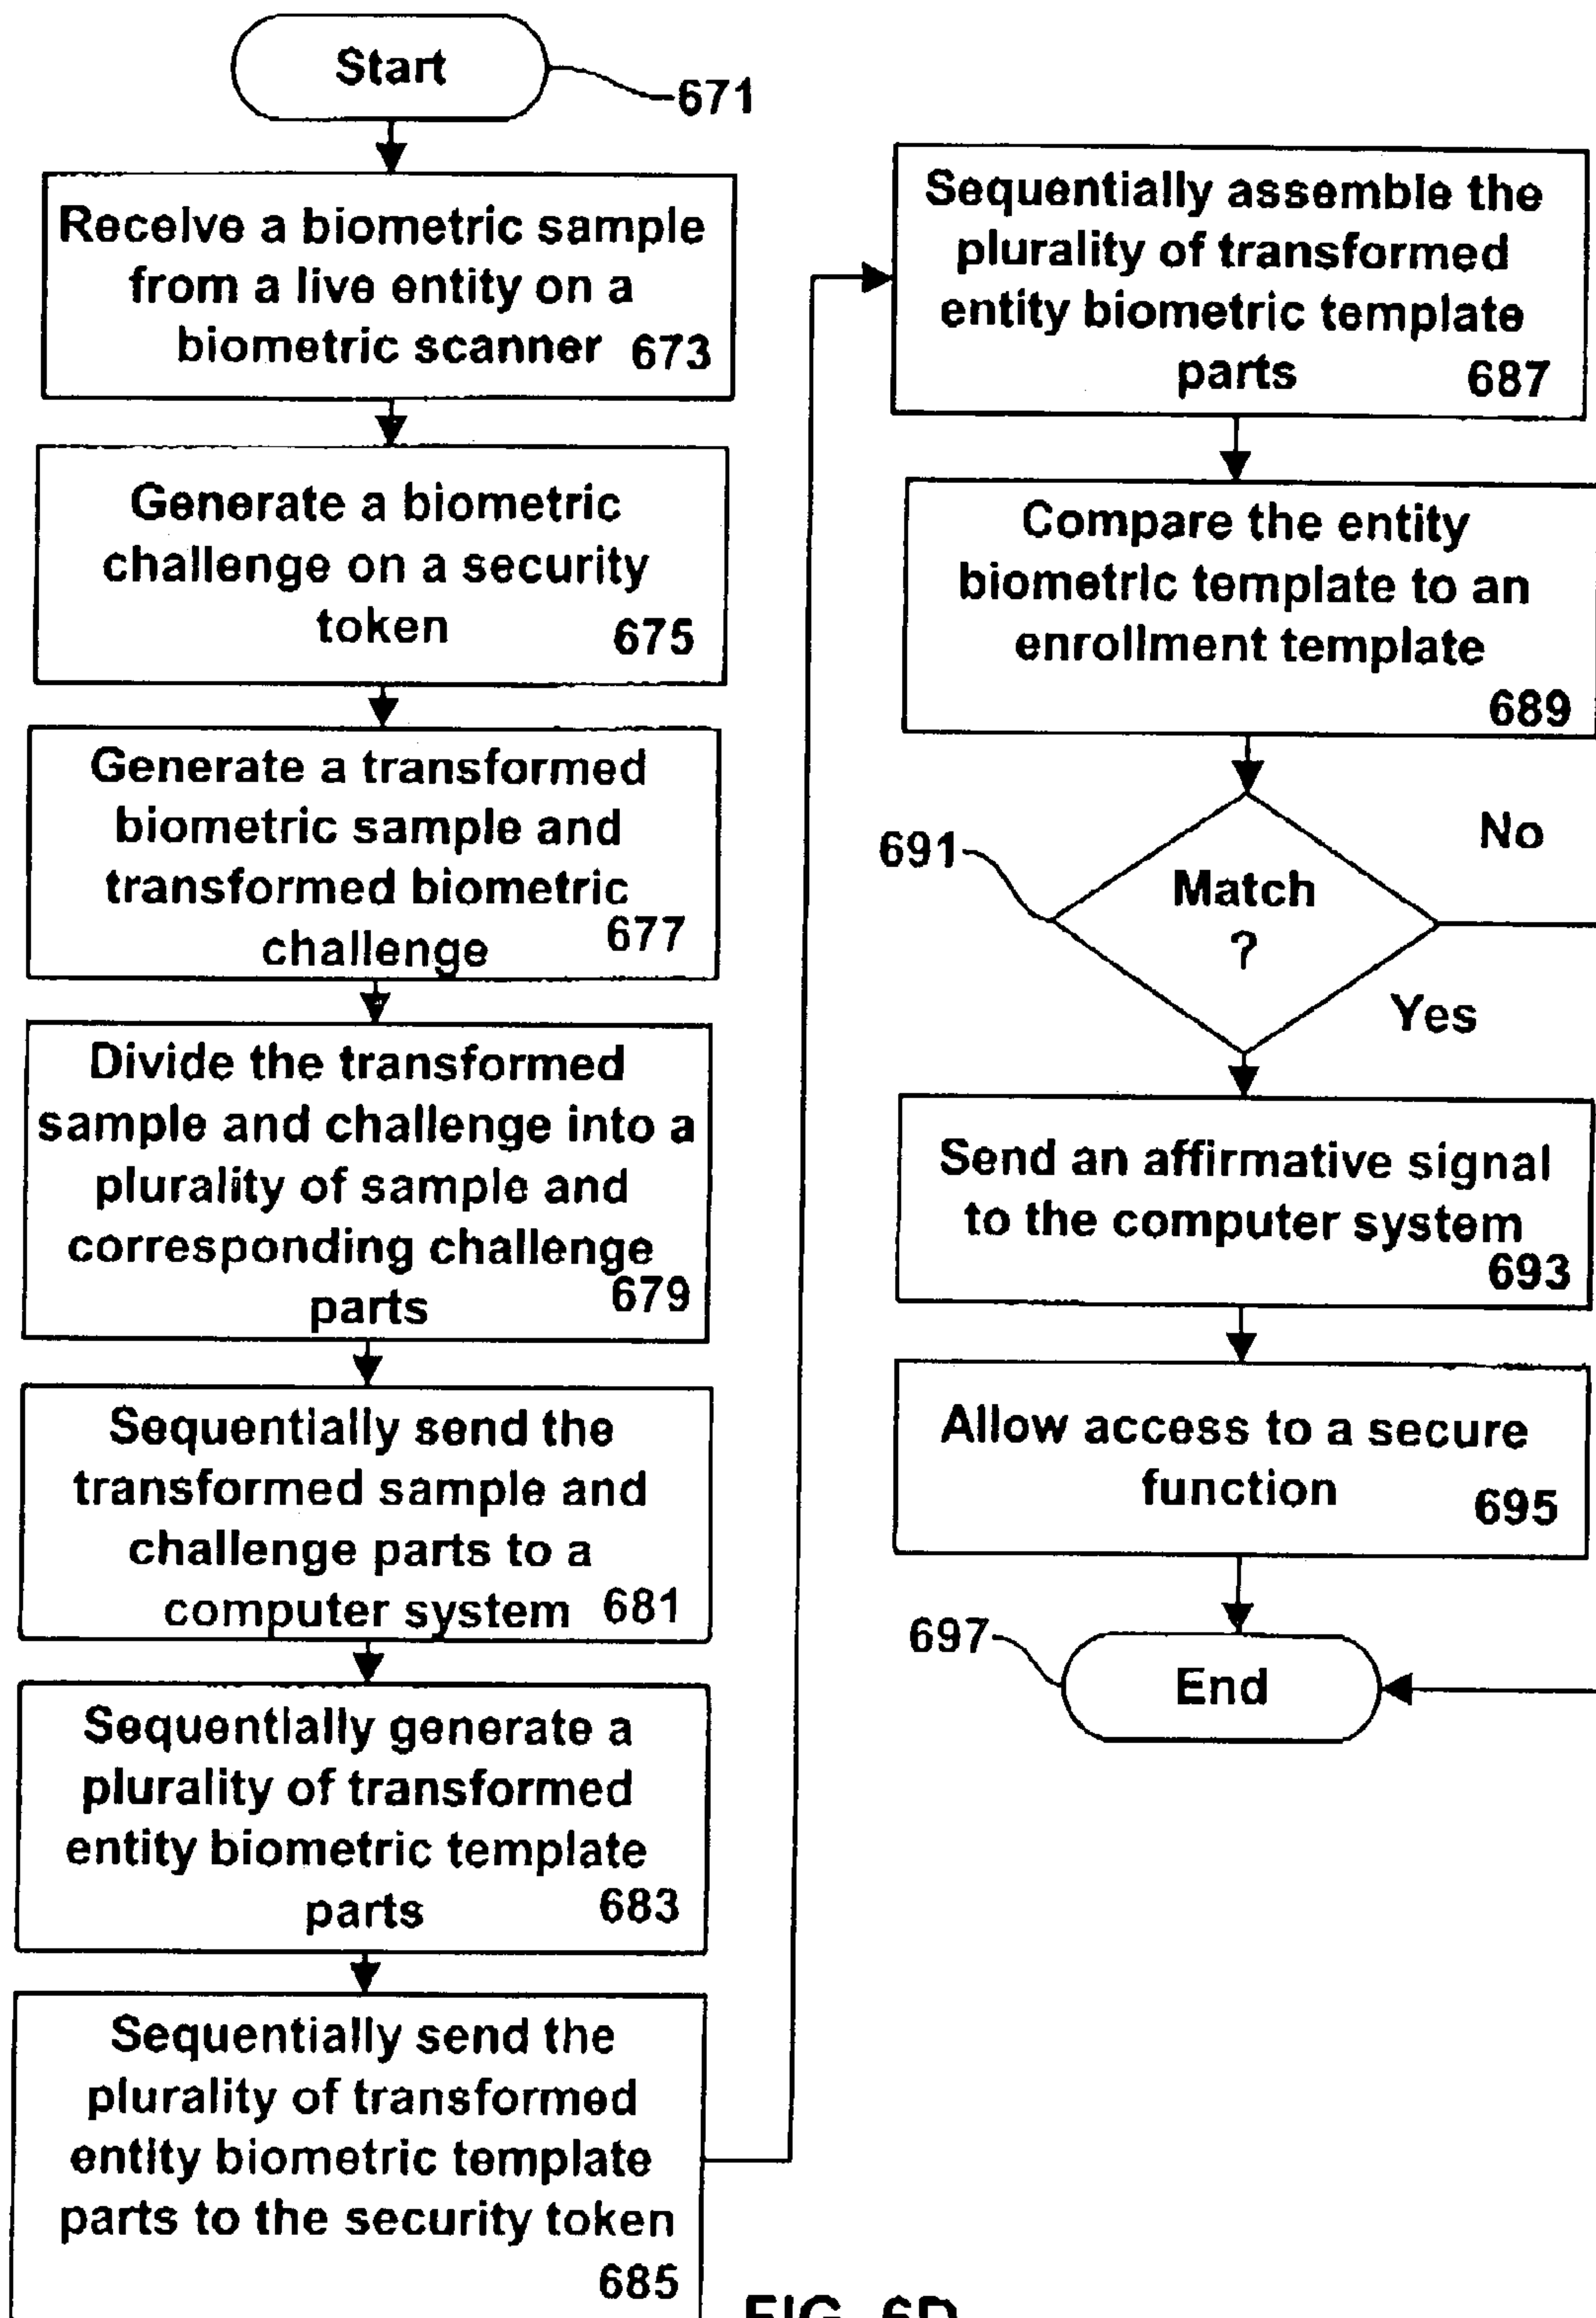 Start
671
Receive a biometric sample
from a live entity on a
biometric scanner 673
Generate a biometric
challenge on a security
token 675
Generate a transformed
biometric sample and
transformed biometric
challenge 677
Divide the transformed
sample and challenge into a
plurality of sample and
corresponding challenge
parts 679
Sequentially send the
transformed sample and
challenge parts to a
computer system 681
Sequentially generate a
plurality of transformed
entity biometric template
parts 683
Sequentially send the
plurality of transformed
entity biometric template
parts to the security token
685
Sequentially assemble the
plurality of transformed
entity biometric template
parts 687
Compare the entity
biometric template to an
enrollment template
689
691
Match
?
No
Yes
Send an affirmative signal
to the computer system
693
Allow access to a secure
function 695
697
End
FIG. 6D